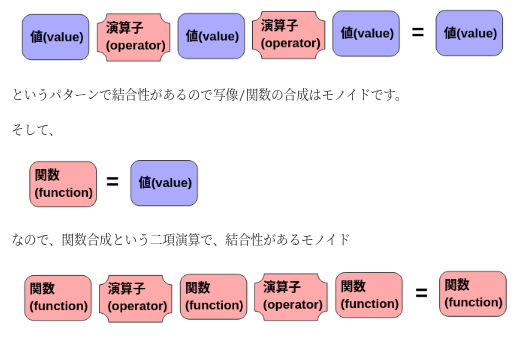 値(value) 演算子(operator) 値(value) 演算子(operator) 値(value) = 値(value)
というパターンで結合性があるので写像/関数の合成はモノイドです。
そして、
関数(function) = 値(value)
なので、関数合成という二項演算で、結合性があるモノイド
関数(function) 演算子(operator) 関数(function) 演算子(operator) 関数(function) = 関数(function)